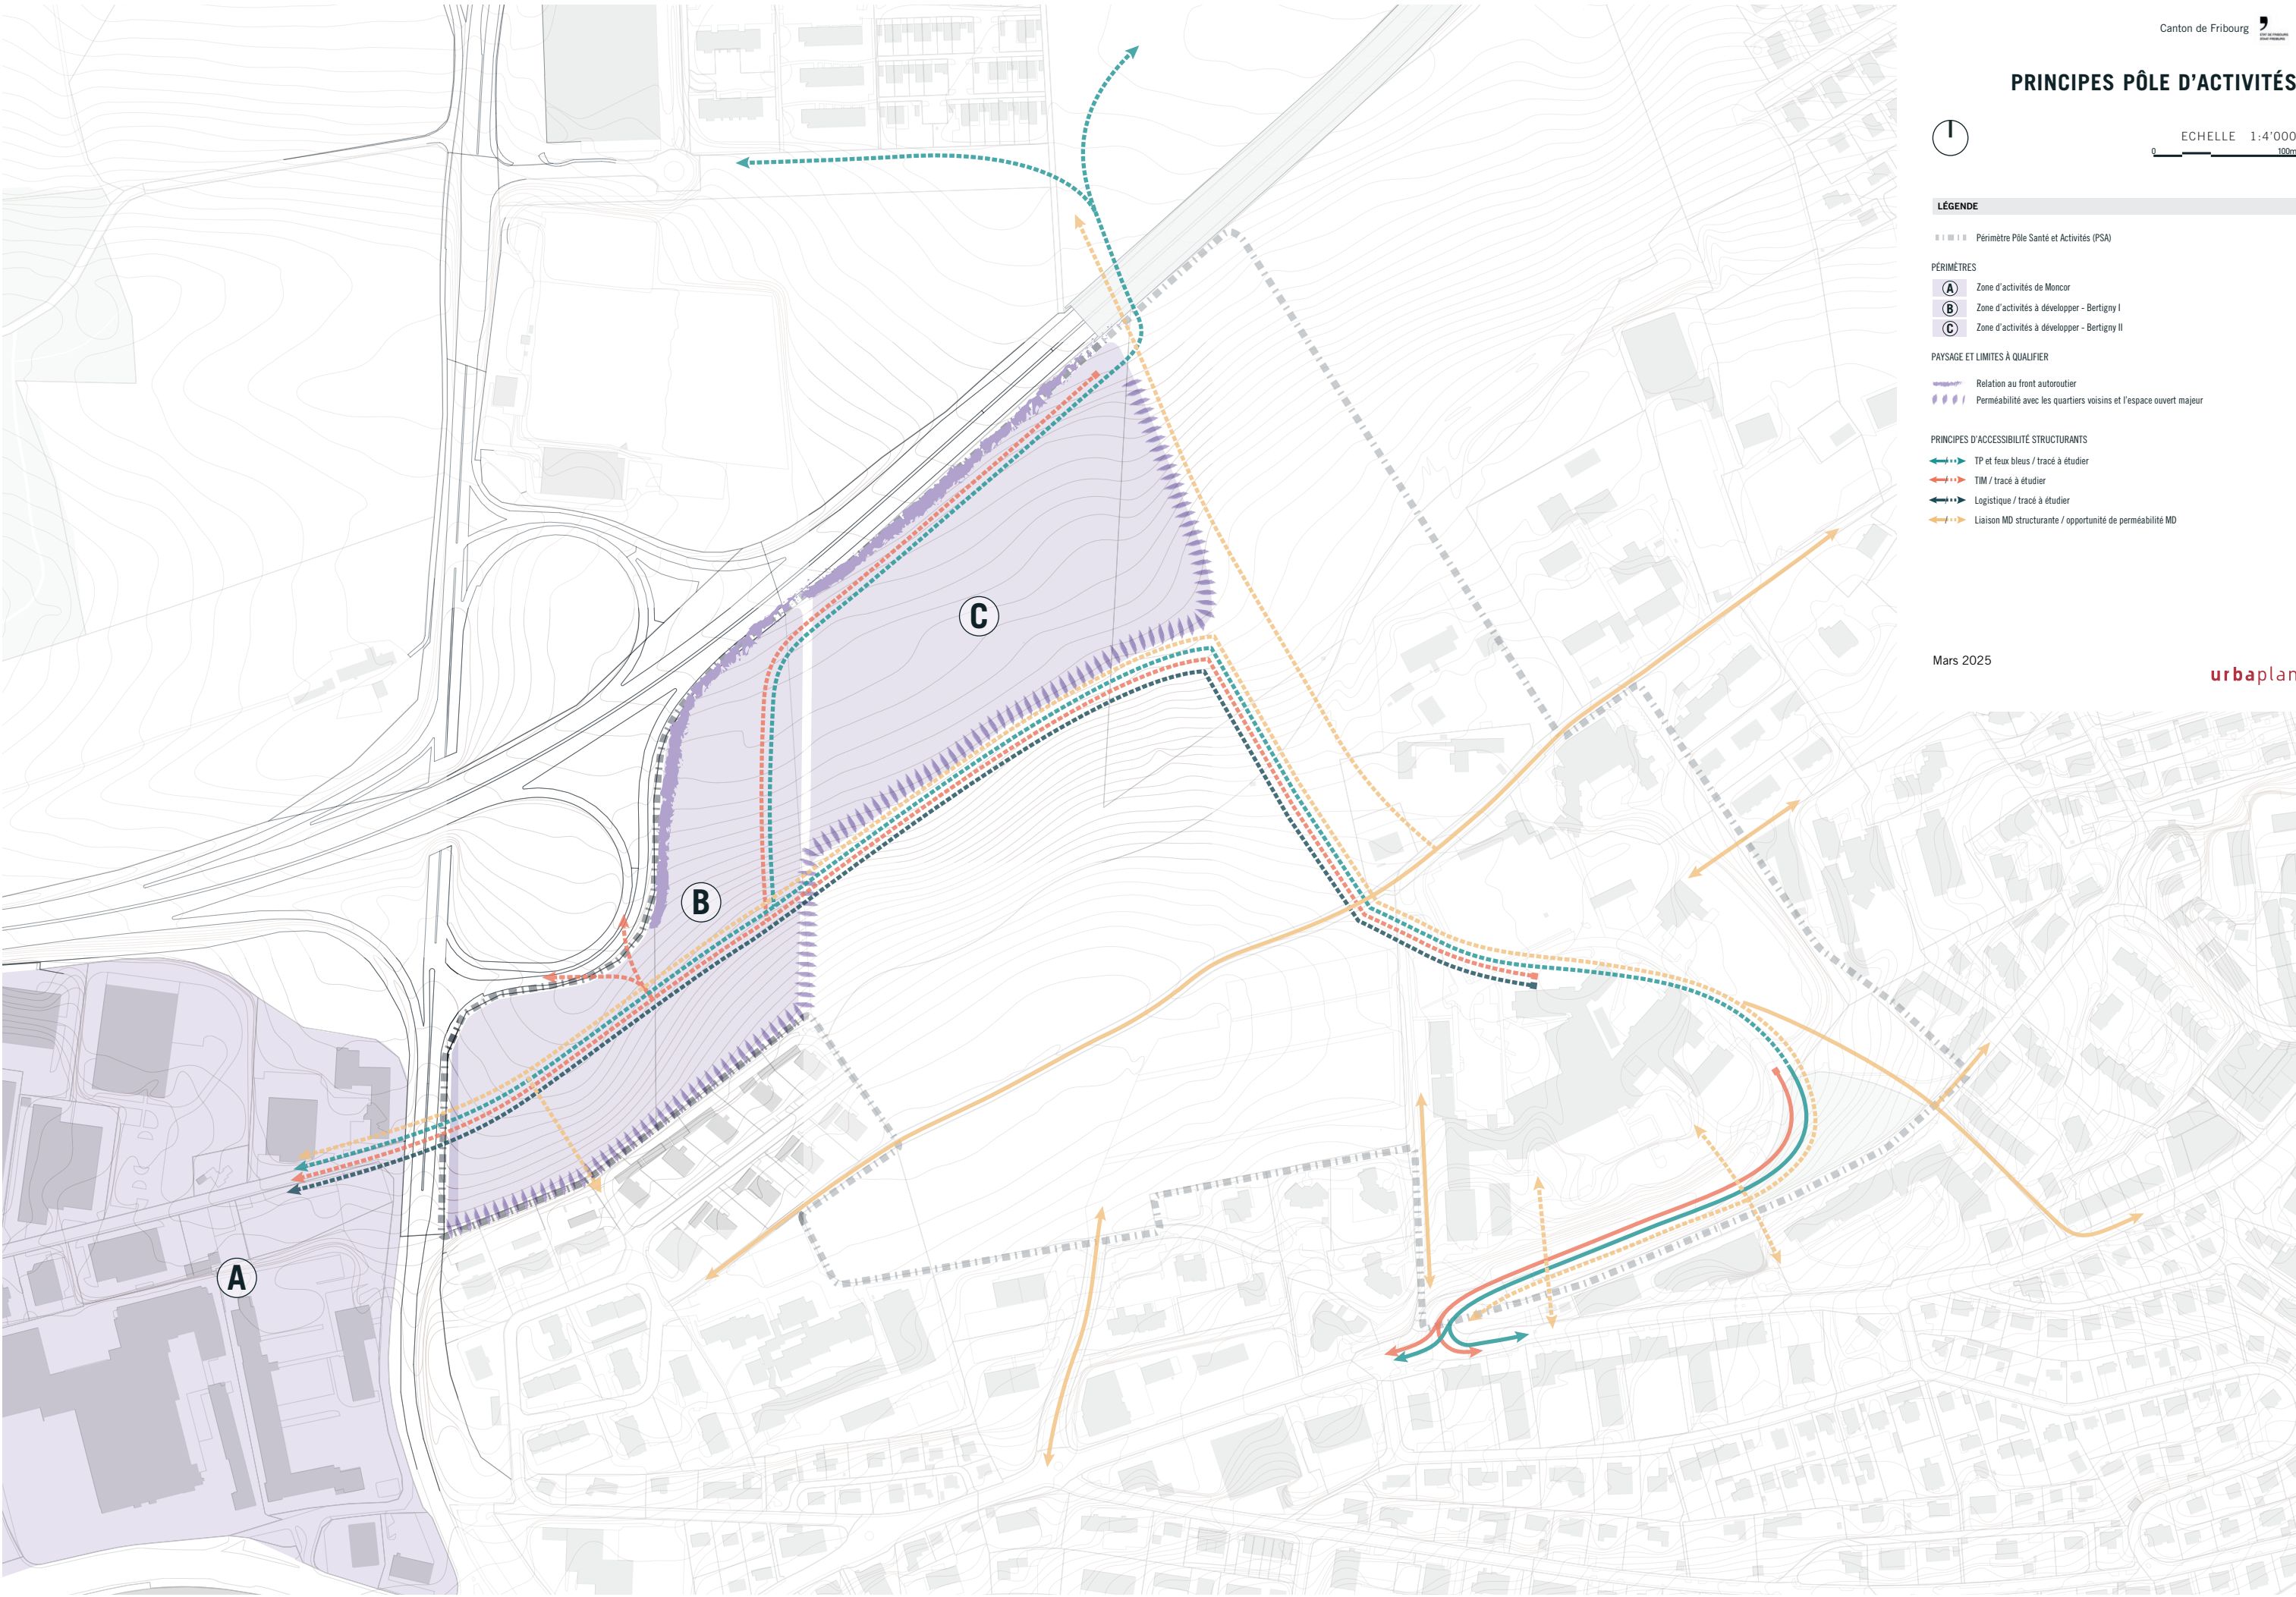 Canton de Fribourg
PRINCIPES PÔLE D'ACTIVITÉS
ECHELLE 1:4'000
0 100m
LÉGENDE
Périmètre Pôle Santé et Activités (PSA)
PÉRIMÈTRES
A Zone d'activités de Moncor
B Zone d'activités à développer - Bertigny I
C Zone d'activités à développer - Bertigny II
PAYSAGE ET LIMITES À QUALIFIER
Relation au front autoroutier
Perméabilité avec les quartiers voisins et l'espace ouvert majeur
PRINCIPES D'ACCESSIBILITÉ STRUCTURANTS
TP et feux bleus / tracé à étudier
TIM / tracé à étudier
Logistique / tracé à étudier
Liaison MD structurante / opportunité de perméabilité MD
Mars 2025
urbaplan
C
B
A